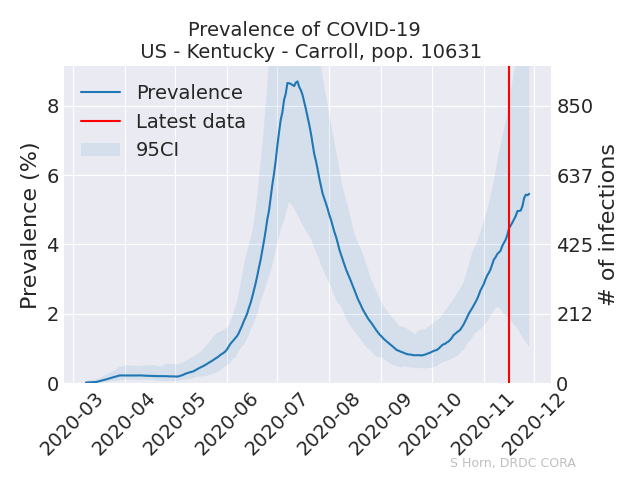 Prevalence of COVID-19
US - Kentucky - Carroll, pop. 10631
Prevalence
Latest data
95CI
Prevalence (%)
8
6
4
2
0
850
637
425
212
0
# of infections
2020-03
2020-04
2020-05
2020-06
2020-07
2020-08
2020-09
2020-10
2020-11
2020-12
S Horn, DRDC CORA